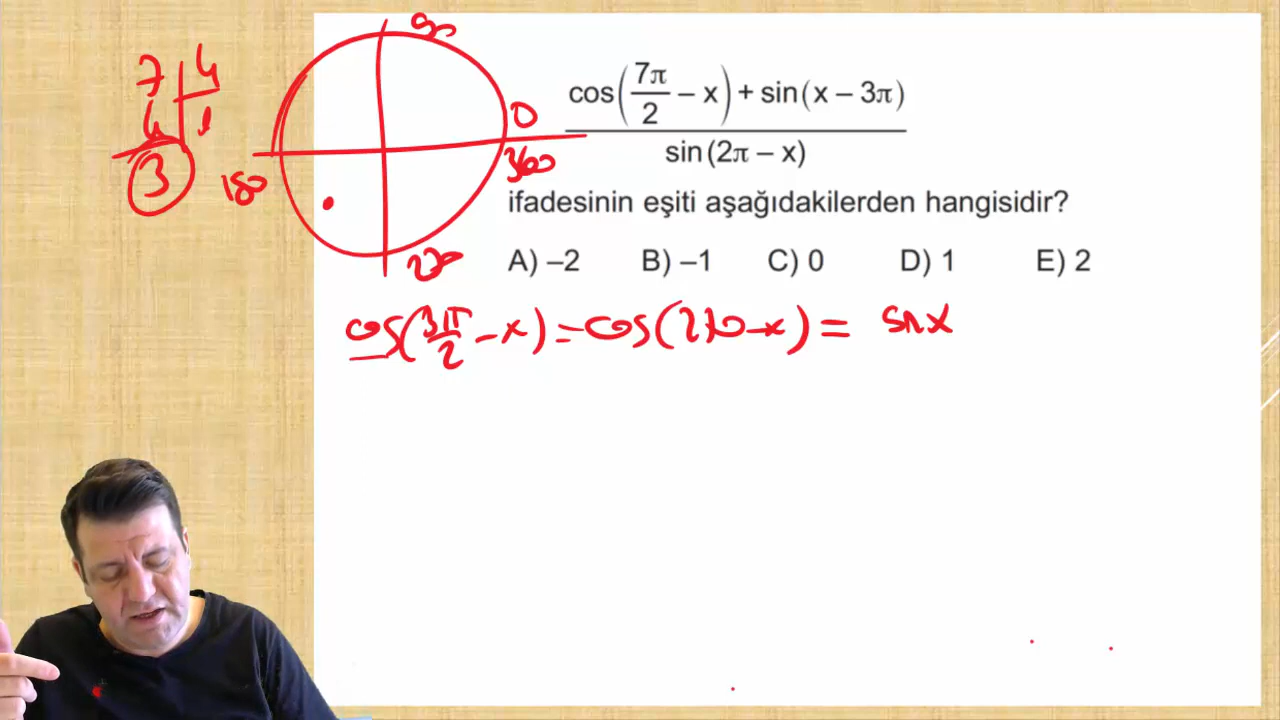 90
7 4
4 1
3
0
360
180
270
cos(7π/2 – x) + sin(x – 3π)
sin(2π – x)
ifadesinin eşiti aşağıdakilerden hangisidir?
A) –2 B) –1 C) 0 D) 1 E) 2
cos(3π/2 – x) = cos(270 – x) = sinx